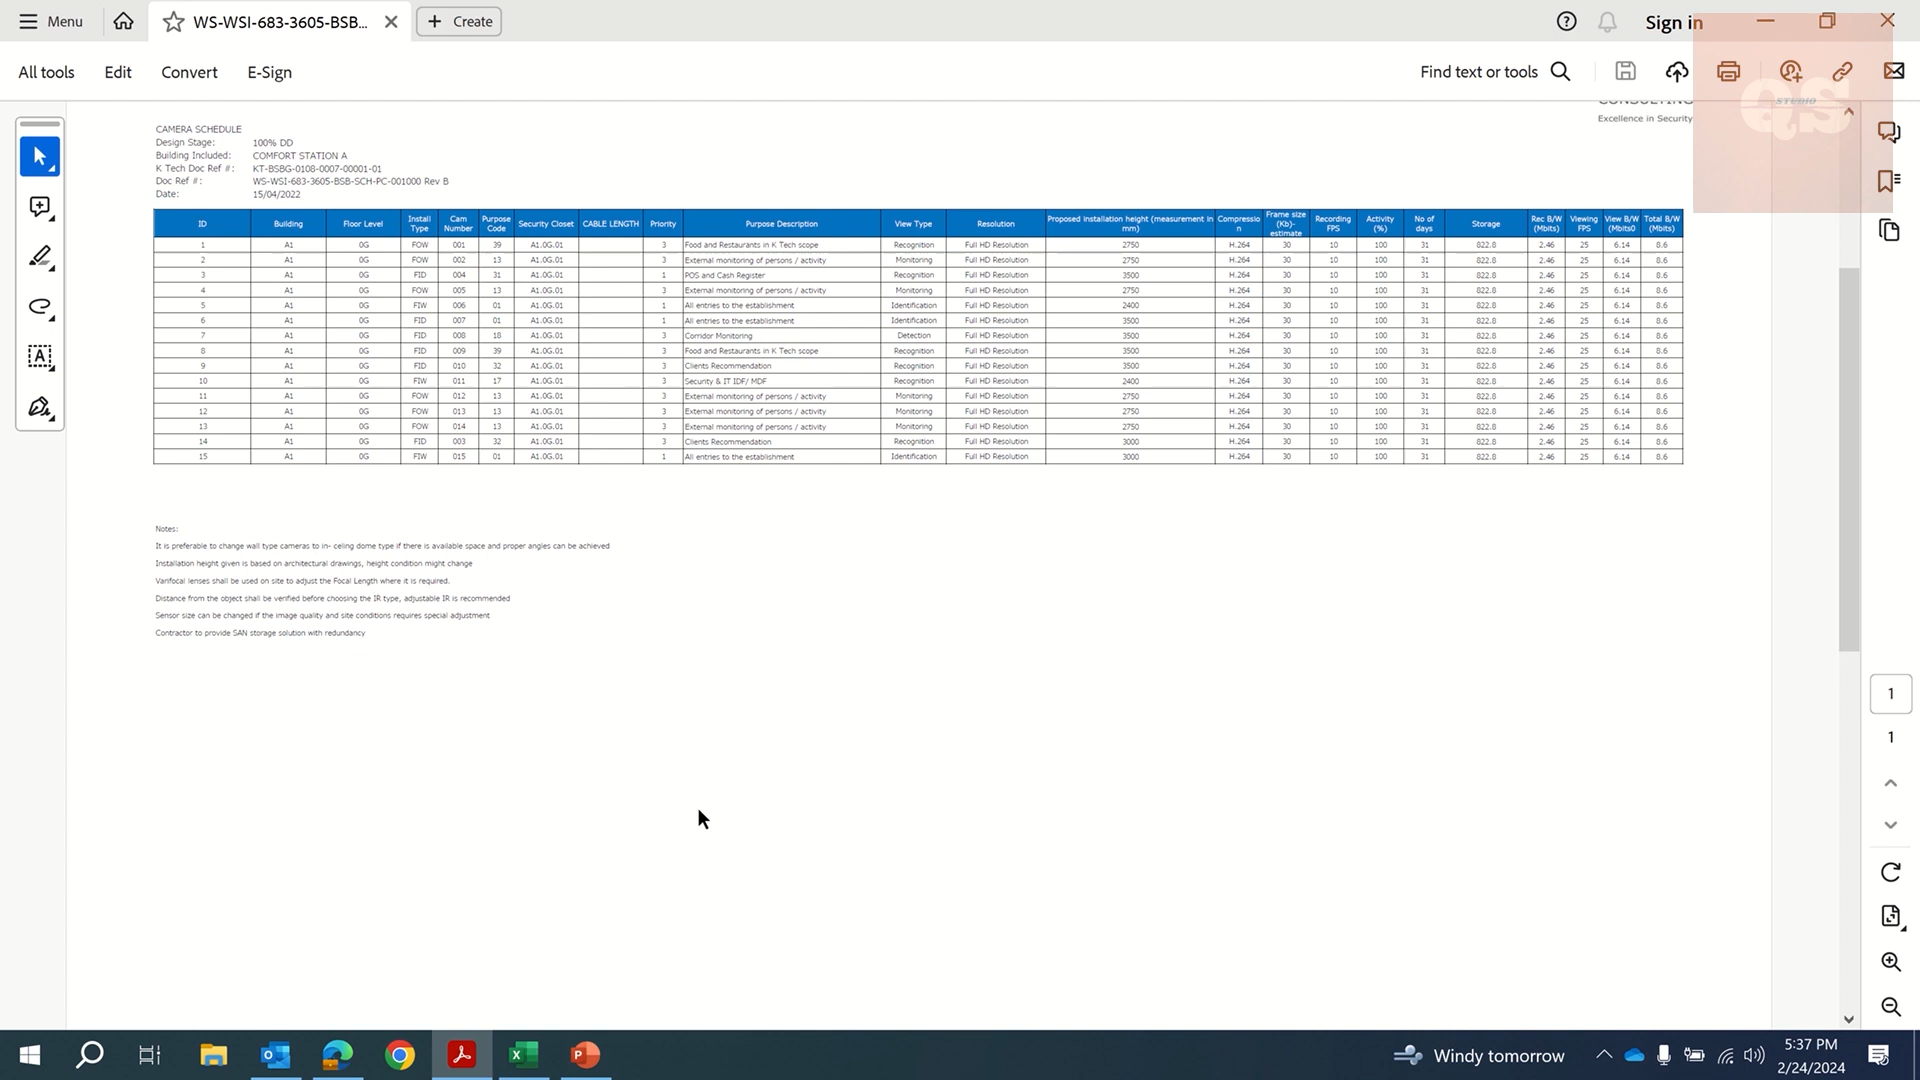 Menu WS-WSI-683-3605-BSB... Create Sign in
All tools Edit Convert E-Sign Find text or tools
QS STUDIO
CONSULTING
Excellence in Security
CAMERA SCHEDULE
Design Stage: 100% DD
Building Included: COMFORT STATION A
K Tech Doc Ref #: KT-BSBG-0108-0007-00001-01
Doc Ref #: WS-WSI-683-3605-BSB-SCH-PC-001000 Rev B
Date: 15/04/2022
ID Building Floor Level Install Type Cam Number Purpose Code Security Closet CABLE LENGTH Priority Purpose Description View Type Resolution Proposed installation height (measurement in mm) Compression Frame size (Kb)- estimate Recording FPS Activity (%) No of days Storage Rec B/W (Mbits) Viewing FPS View B/W (Mbits0 Total B/W (Mbits)
1 A1 0G FOW 001 39 A1.0G.01 3 Food and Restaurants in K Tech scope Recognition Full HD Resolution 2750 H.264 30 10 100 31 822.8 2.46 25 6.14 8.6
2 A1 0G FOW 002 13 A1.0G.01 3 External monitoring of persons / activity Monitoring Full HD Resolution 2750 H.264 30 10 100 31 822.8 2.46 25 6.14 8.6
3 A1 0G FID 004 31 A1.0G.01 1 POS and Cash Register Recognition Full HD Resolution 3500 H.264 30 10 100 31 822.8 2.46 25 6.14 8.6
4 A1 0G FOW 005 13 A1.0G.01 3 External monitoring of persons / activity Monitoring Full HD Resolution 2750 H.264 30 10 100 31 822.8 2.46 25 6.14 8.6
5 A1 0G FIW 006 01 A1.0G.01 1 All entries to the establishment Identification Full HD Resolution 2400 H.264 30 10 100 31 822.8 2.46 25 6.14 8.6
6 A1 0G FID 007 01 A1.0G.01 1 All entries to the establishment Identification Full HD Resolution 3500 H.264 30 10 100 31 822.8 2.46 25 6.14 8.6
7 A1 0G FID 008 18 A1.0G.01 3 Corridor Monitoring Detection Full HD Resolution 3500 H.264 30 10 100 31 822.8 2.46 25 6.14 8.6
8 A1 0G FID 009 39 A1.0G.01 3 Food and Restaurants in K Tech scope Recognition Full HD Resolution 3500 H.264 30 10 100 31 822.8 2.46 25 6.14 8.6
9 A1 0G FID 010 32 A1.0G.01 3 Clients Recommendation Recognition Full HD Resolution 3500 H.264 30 10 100 31 822.8 2.46 25 6.14 8.6
10 A1 0G FIW 011 17 A1.0G.01 3 Security & IT IDF/ MDF Recognition Full HD Resolution 2400 H.264 30 10 100 31 822.8 2.46 25 6.14 8.6
11 A1 0G FOW 012 13 A1.0G.01 3 External monitoring of persons / activity Monitoring Full HD Resolution 2750 H.264 30 10 100 31 822.8 2.46 25 6.14 8.6
12 A1 0G FOW 013 13 A1.0G.01 3 External monitoring of persons / activity Monitoring Full HD Resolution 2750 H.264 30 10 100 31 822.8 2.46 25 6.14 8.6
13 A1 0G FOW 014 13 A1.0G.01 3 External monitoring of persons / activity Monitoring Full HD Resolution 2750 H.264 30 10 100 31 822.8 2.46 25 6.14 8.6
14 A1 0G FID 003 32 A1.0G.01 3 Clients Recommendation Recognition Full HD Resolution 3000 H.264 30 10 100 31 822.8 2.46 25 6.14 8.6
15 A1 0G FIW 015 01 A1.0G.01 1 All entries to the establishment Identification Full HD Resolution 3000 H.264 30 10 100 31 822.8 2.46 25 6.14 8.6
Notes:
It is preferable to change wall type cameras to in- celing dome type if there is available space and proper angles can be achieved
Installation height given is based on architectural drawings, height condition might change
Varifocal lenses shall be used on site to adjust the Focal Length where it is required.
Distance from the object shall be verified before choosing the IR type, adjustable IR is recommended
Sensor size can be changed if the image quality and site conditions requires special adjustment
Contractor to provide SAN storage solution with redundancy
1
1
Windy tomorrow 5:37 PM
2/24/2024